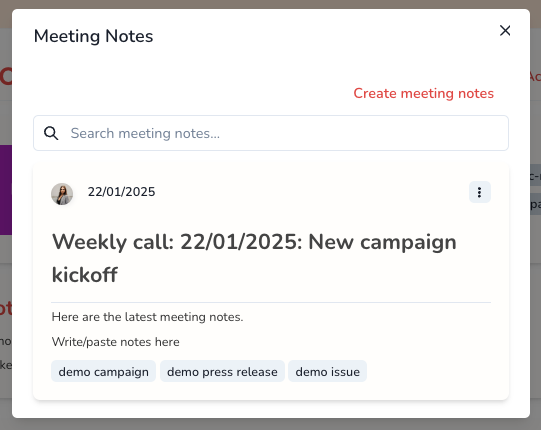 Meeting Notes
Create meeting notes
Search meeting notes...
22/01/2025
Weekly call: 22/01/2025: New campaign
kickoff
Here are the latest meeting notes.
Write/paste notes here
demo campaign demo press release demo issue